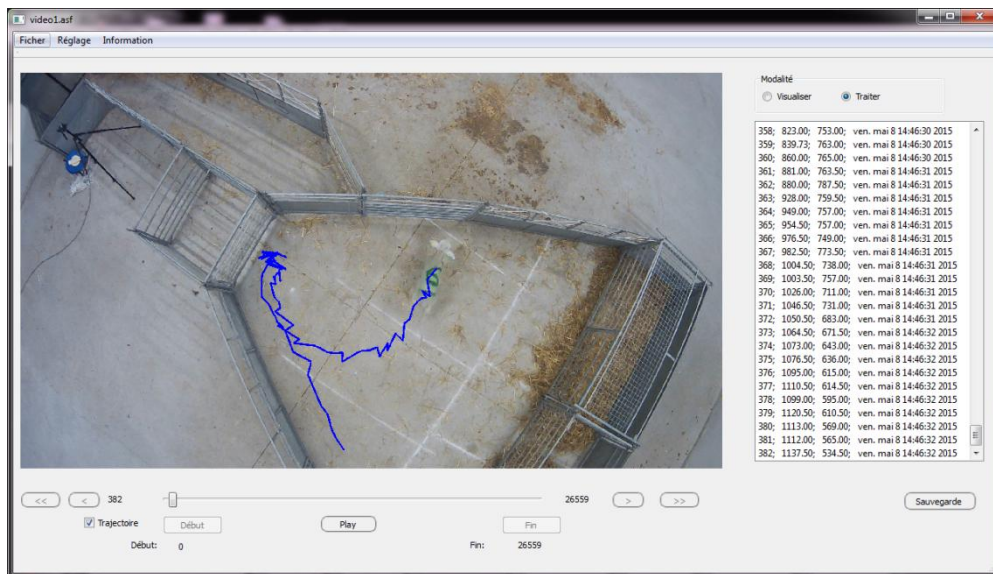 video1.asf
Ficher Réglage Information
Modalité
Visualiser Traiter
358; 823.00; 753.00; ven. mai 8 14:46:30 2015
359; 839.73; 763.00; ven. mai 8 14:46:30 2015
360; 860.00; 765.00; ven. mai 8 14:46:30 2015
361; 881.00; 763.50; ven. mai 8 14:46:31 2015
362; 880.00; 787.50; ven. mai 8 14:46:31 2015
363; 928.00; 759.50; ven. mai 8 14:46:31 2015
364; 949.00; 757.00; ven. mai 8 14:46:31 2015
365; 954.50; 757.00; ven. mai 8 14:46:31 2015
366; 976.50; 749.00; ven. mai 8 14:46:31 2015
367; 982.50; 773.50; ven. mai 8 14:46:31 2015
368; 1004.50; 738.00; ven. mai 8 14:46:31 2015
369; 1003.50; 757.00; ven. mai 8 14:46:31 2015
370; 1026.00; 711.00; ven. mai 8 14:46:31 2015
371; 1046.50; 731.00; ven. mai 8 14:46:31 2015
372; 1050.50; 683.00; ven. mai 8 14:46:31 2015
373; 1064.50; 671.50; ven. mai 8 14:46:32 2015
374; 1073.00; 643.00; ven. mai 8 14:46:32 2015
375; 1076.50; 636.00; ven. mai 8 14:46:32 2015
376; 1095.00; 615.00; ven. mai 8 14:46:32 2015
377; 1110.50; 614.50; ven. mai 8 14:46:32 2015
378; 1099.00; 595.00; ven. mai 8 14:46:32 2015
379; 1120.50; 610.50; ven. mai 8 14:46:32 2015
380; 1113.00; 569.00; ven. mai 8 14:46:32 2015
381; 1112.00; 565.00; ven. mai 8 14:46:32 2015
382; 1137.50; 534.50; ven. mai 8 14:46:32 2015
<< < 382 26559 > >> Sauvegarde
Trajectoire Début Play Fin
Début: 0 Fin: 26559